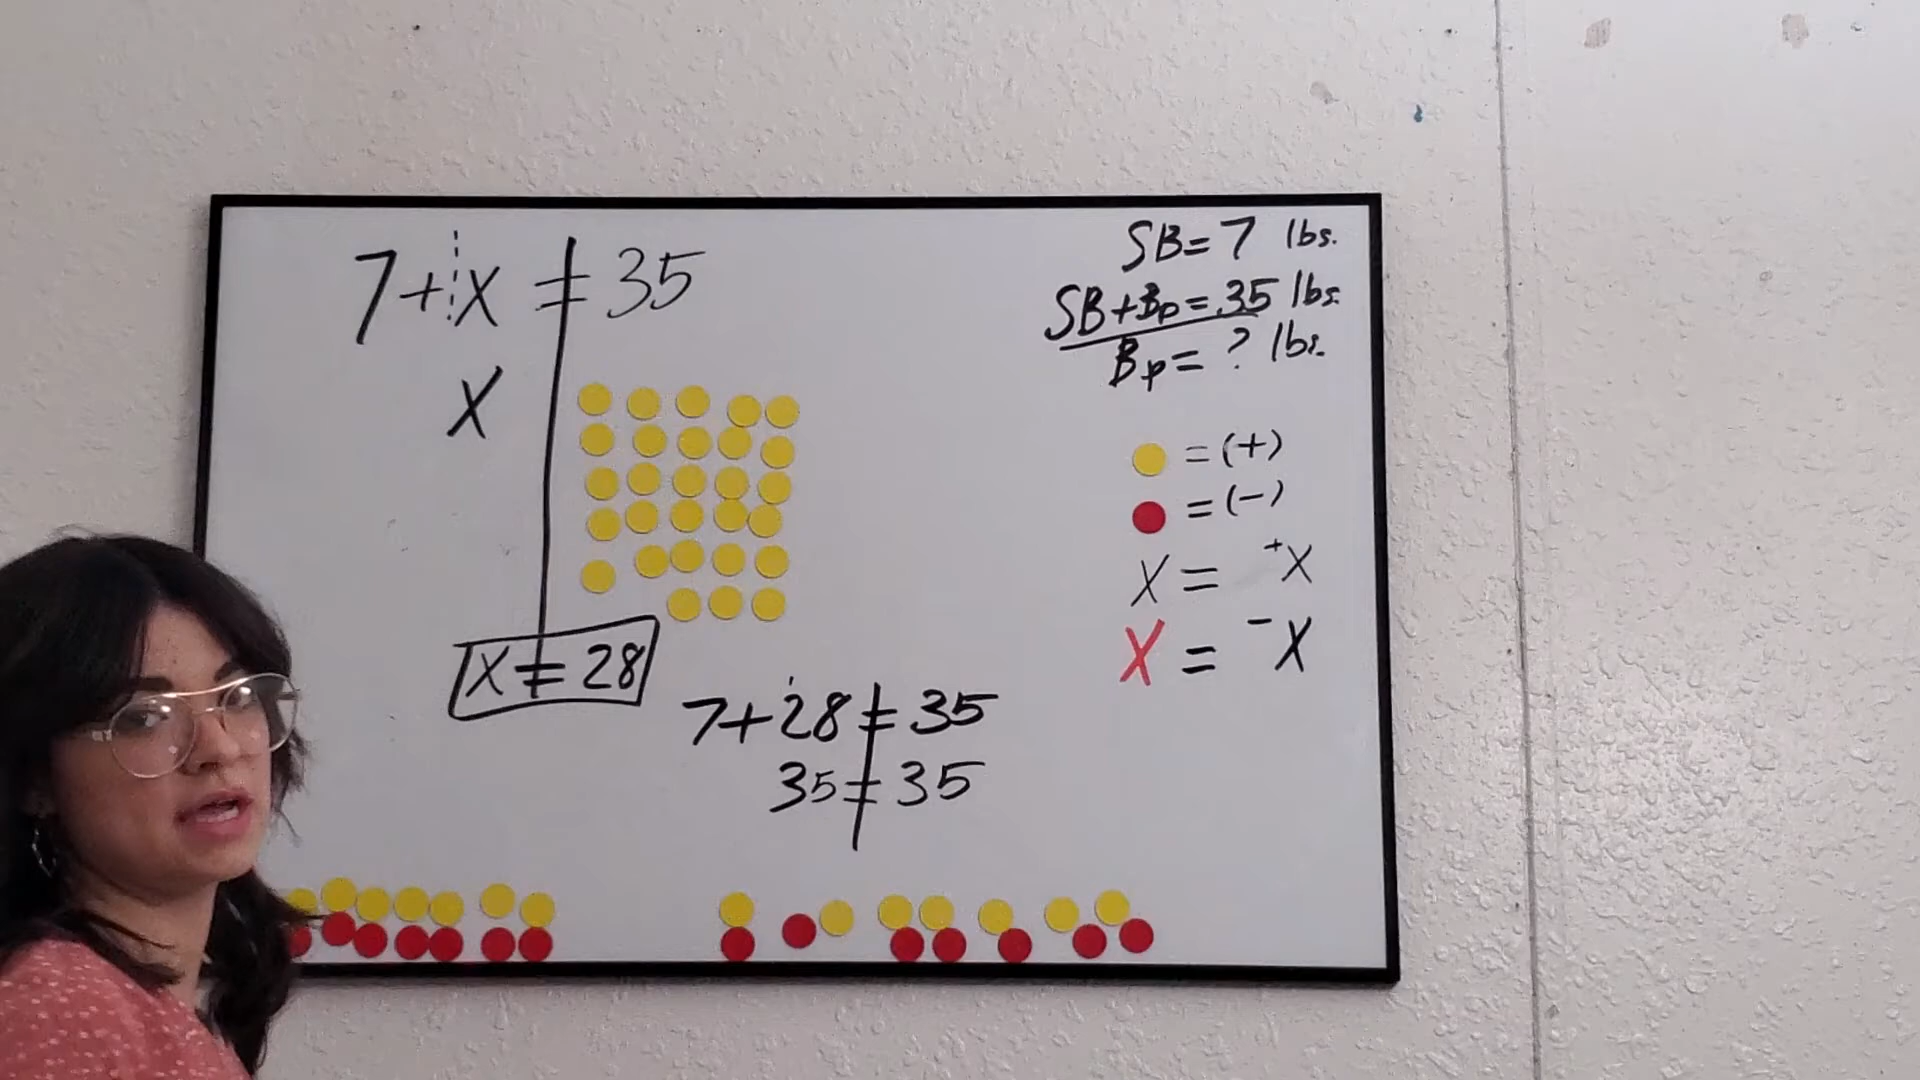 7+x = 35
x
x = 28
7+28 = 35
35 = 35
SB= 7 lbs.
SB+Bp= 35 lbs.
Bp= ? lbs.
= (+)
= (-)
X = +X
X = -X